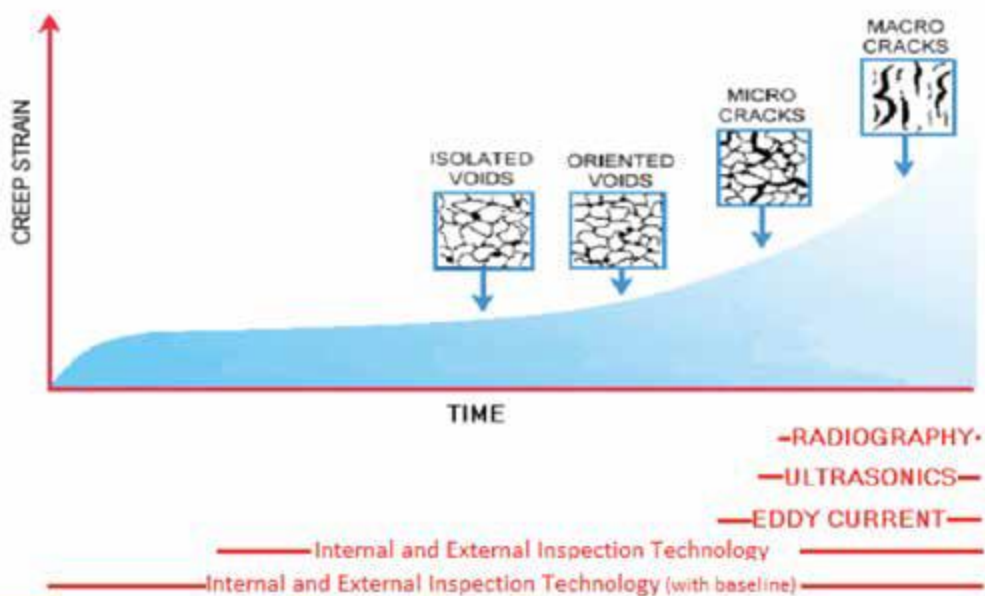 MACRO
CRACKS
MICRO
CRACKS
ISOLATED
VOIDS
ORIENTED
VOIDS
CREEP STRAIN
TIME
RADIOGRAPHY
ULTRASONICS
EDDY CURRENT
Internal and External Inspection Technology
Internal and External Inspection Technology (with baseline)